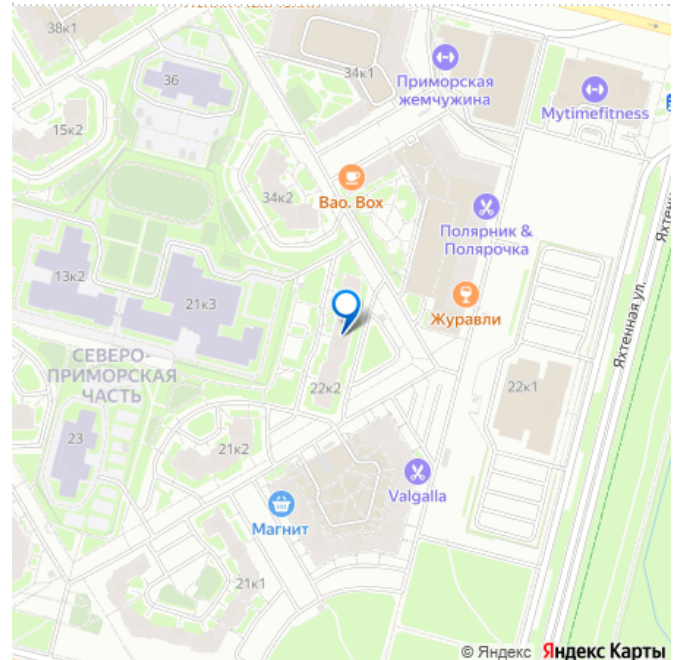 38к1
36
34к1
Приморская
жемчужина
Mytimefitness
15к2
34к2
Bao. Box
Полярник &
Полярочка
13к2
21к3
Журавли
Яхтенная ул.
СЕВЕРО-
ПРИМОРСКАЯ
ЧАСТЬ
22к2
22к1
23
21к2
Valgalla
Магнит
21к1
© Яндекс Яндекс Карты